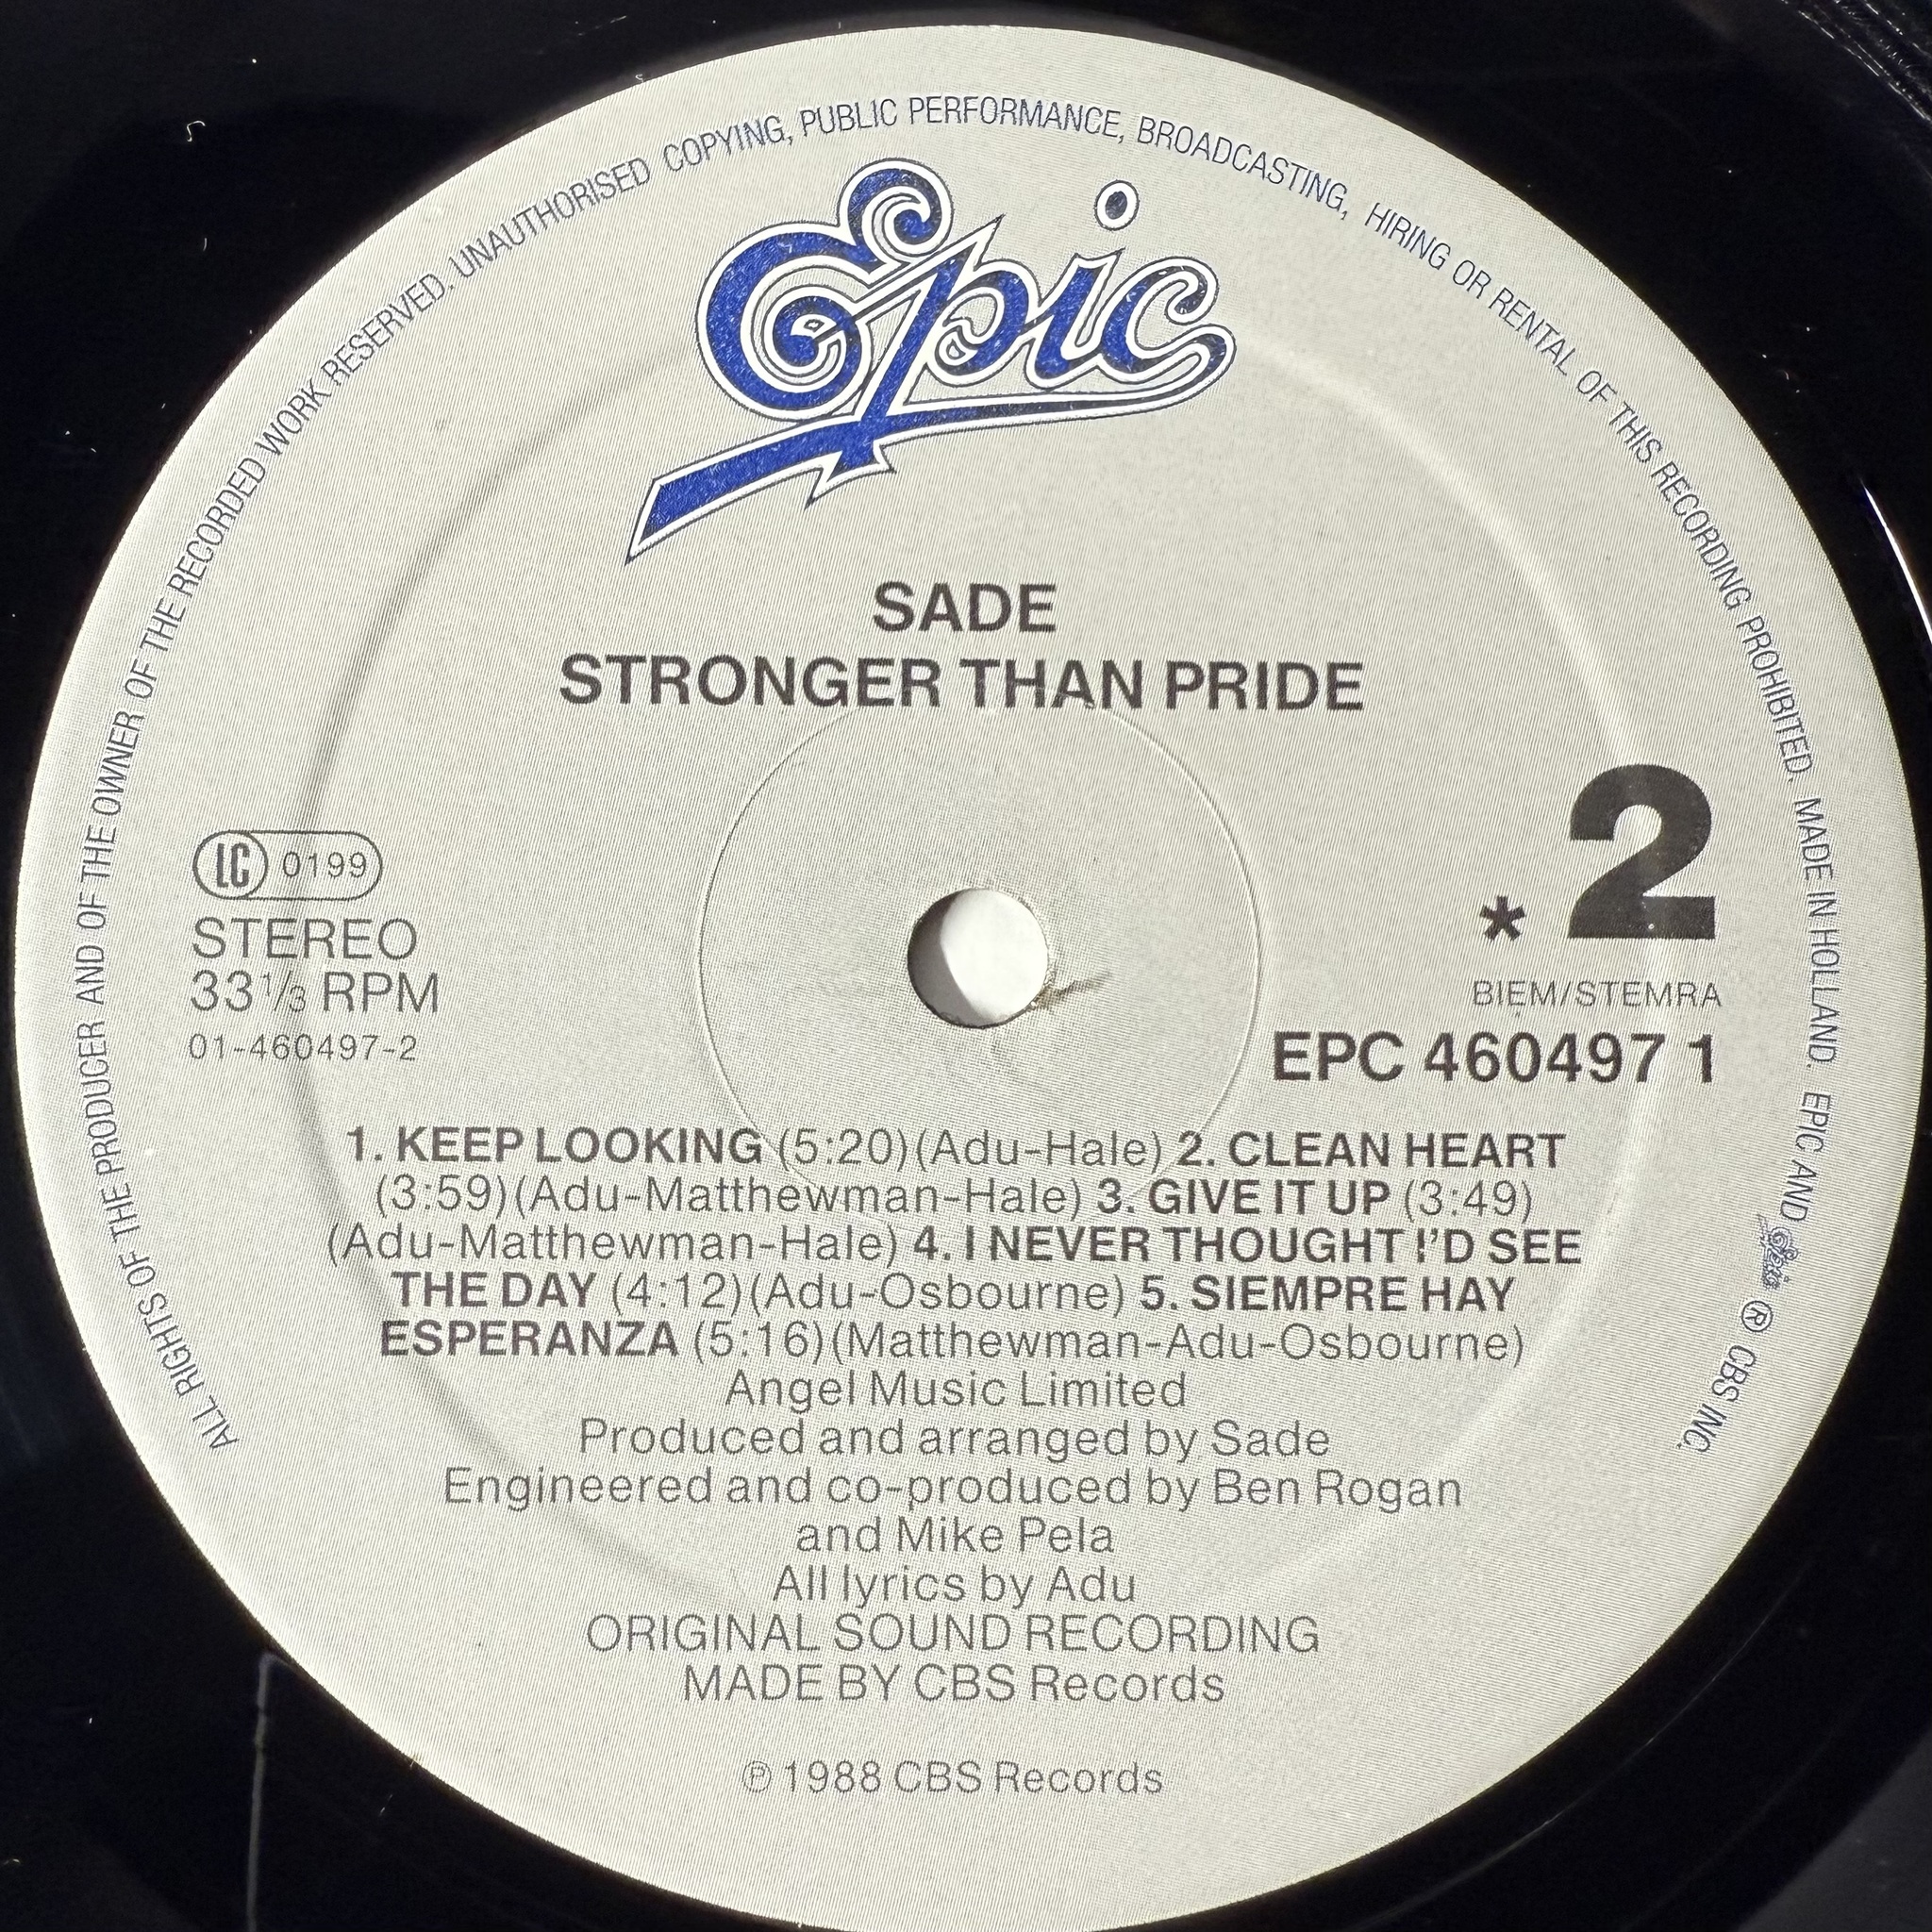 ALL RIGHTS OF THE PRODUCER AND OF THE OWNER OF THE RECORDED WORK RESERVED. UNAUTHORISED COPYING, PUBLIC PERFORMANCE, BROADCASTING, HIRING OR RENTAL OF THIS RECORDING PROHIBITED. MADE IN HOLLAND. EPIC AND Epic ® CBS INC.
Epic
SADE
STRONGER THAN PRIDE
LC 0199
STEREO
33 1/3 RPM
01-460497-2
* 2
BIEM/STEMRA
EPC 460497 1
1. KEEP LOOKING (5:20)(Adu-Hale) 2. CLEAN HEART
(3:59)(Adu-Matthewman-Hale) 3. GIVE IT UP (3:49)
(Adu-Matthewman-Hale) 4. I NEVER THOUGHT I'D SEE
THE DAY (4:12)(Adu-Osbourne) 5. SIEMPRE HAY
ESPERANZA (5:16)(Matthewman-Adu-Osbourne)
Angel Music Limited
Produced and arranged by Sade
Engineered and co-produced by Ben Rogan
and Mike Pela
All lyrics by Adu
ORIGINAL SOUND RECORDING
MADE BY CBS Records
℗ 1988 CBS Records